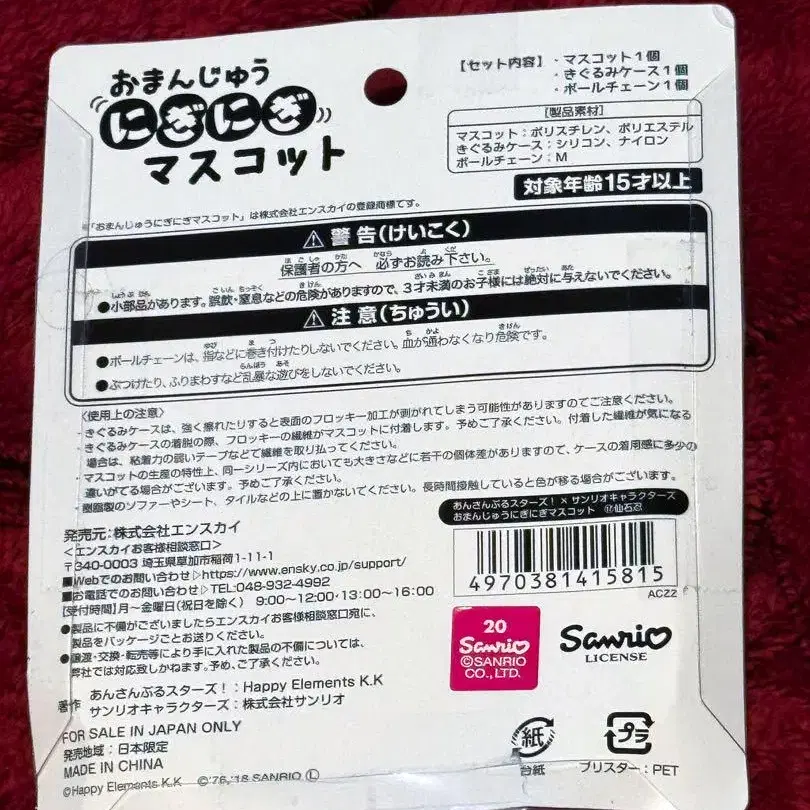 おまんじゅう
にぎにぎ
マスコット
【セット内容】・マスコット1個
・きぐるみケース1個
・ボールチェーン1個
[製品素材]
マスコット：ポリスチレン、ポリエステル
きぐるみケース：シリコン、ナイロン
ボールチェーン：M
対象年齢15才以上
※「おまんじゅうにぎにぎマスコット」は株式会社エンスカイの登録商標です。
⚠警告(けいこく)
保護者の方へ 必ずお読み下さい。
●小部品があります。誤飲・窒息などの危険がありますので、3才未満のお子様には絶対に与えないでください。
⚠注意(ちゅうい)
●ボールチェーンは、指などに巻き付けたりしないでください。血が通わなくなり危険です。
●ぶつけたり、ふりまわすなど乱暴な遊びをしないでください。
〈使用上の注意〉
・きぐるみケースは、強く擦れたりすると表面のフロッキー加工が剥がれてしまう可能性がありますのでご注意ください。
・きぐるみケースの着脱の際、フロッキーの繊維がマスコットに付着します。予めご了承ください。付着した繊維が気になる
場合は、粘着力の弱いテープなどで繊維を取り払ってください。
・マスコットの生産の特性上、同一シリーズ内においても大きさなどに若干の個体差がありますので、ケースの着用感に多少の
違いがでる場合がございます。予めご了承ください。
・樹脂製のソファーやシート、タイルなどの上に置かないてください。長時間接触していると色が移る場合がございます。
あんさんぶるスターズ！×サンリオキャラクターズ
おまんじゅうにぎにぎマスコット ⑰仙石忍
4970381415815
AC22
発売元：株式会社エンスカイ
＜エンスカイお客様相談窓口＞
〒340-0003 埼玉県草加市稲荷1-11-1
■Webでのお問い合わせ▷https://www.ensky.co.jp/support/
■お電話でのお問い合わせ▷TEL:048-932-4992
【受付時間】月～金曜日(祝日を除く) 9:00～12:00・13:00～16:00
●製品に不備がございましたらエンスカイお客様相談窓口宛に、
製品をパッケージごとお送りください。
●譲渡・交換・転売等により手に入れた製品の不備については、
弊社では対応致しかねます。予め、ご了承ください。
著作 あんさんぶるスターズ！：Happy Elements K.K
サンリオキャラクターズ：株式会社サンリオ
20
Sanrio
©SANRIO
CO.,LTD.
Sanrio
LICENSE
FOR SALE IN JAPAN ONLY
発売地域：日本限定
MADE IN CHINA
©Happy Elements K.K ©'76,'18 SANRIO Ⓛ
紙
台紙
プラ
ブリスター：PET